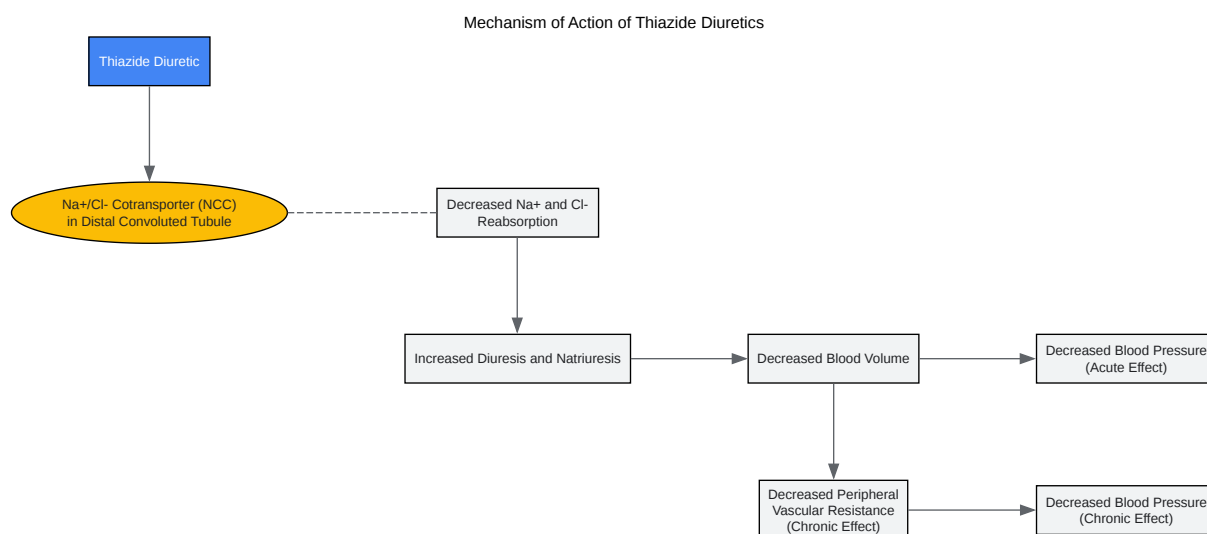 Mechanism of Action of Thiazide Diuretics
Thiazide Diuretic
Na+/Cl- Cotransporter (NCC)
in Distal Convoluted Tubule
Decreased Na+ and Cl-
Reabsorption
Increased Diuresis and Natriuresis
Decreased Blood Volume
Decreased Blood Pressure
(Acute Effect)
Decreased Peripheral
Vascular Resistance
(Chronic Effect)
Decreased Blood Pressure
(Chronic Effect)